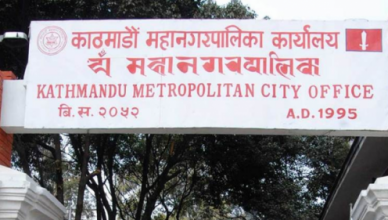 काठमाडौं महानगरपालिका कार्यालय
KATHMANDU METROPOLITAN CITY OFFICE
बि.स. २०५२ A.D. 1995